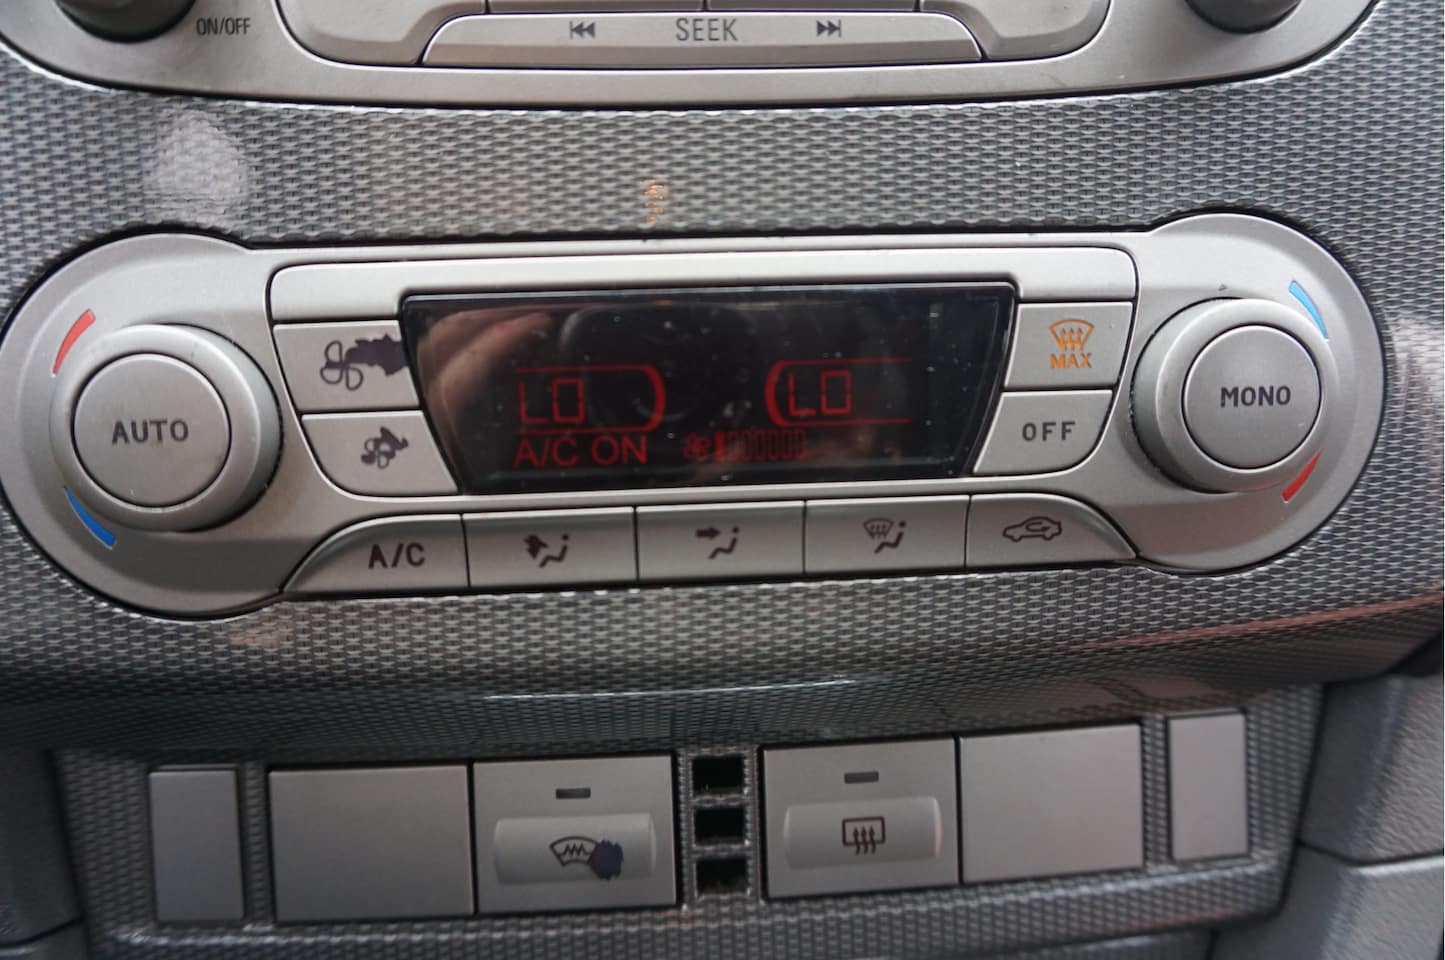 ON/OFF
SEEK
AUTO
LO
LO
A/C ON
MAX
OFF
MONO
A/C